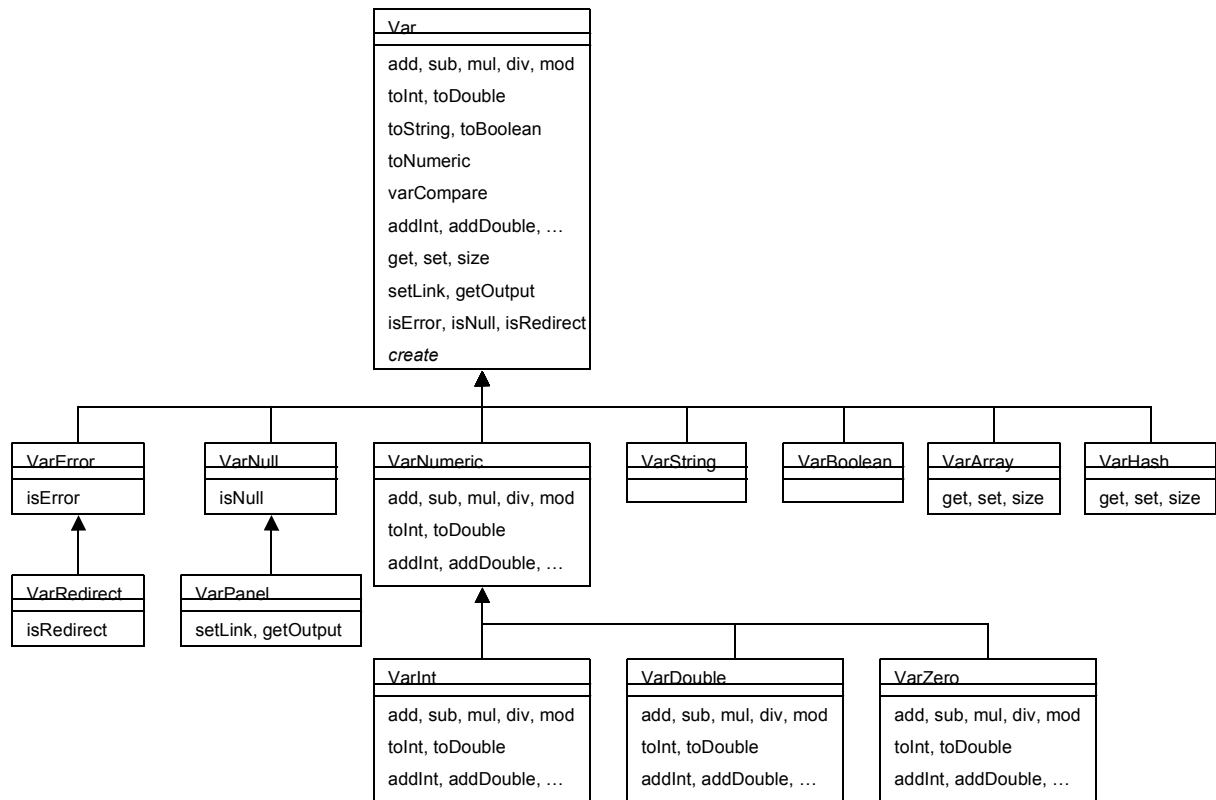 Var
add, sub, mul, div, mod
toInt, toDouble
toString, toBoolean
toNumeric
varCompare
addInt, addDouble, …
get, set, size
setLink, getOutput
isError, isNull, isRedirect
create
VarError
isError
VarNull
isNull
VarNumeric
add, sub, mul, div, mod
toInt, toDouble
addInt, addDouble, …
VarString
VarBoolean
VarArray
get, set, size
VarHash
get, set, size
VarRedirect
isRedirect
VarPanel
setLink, getOutput
VarInt
add, sub, mul, div, mod
toInt, toDouble
addInt, addDouble, …
VarDouble
add, sub, mul, div, mod
toInt, toDouble
addInt, addDouble, …
VarZero
add, sub, mul, div, mod
toInt, toDouble
addInt, addDouble, …